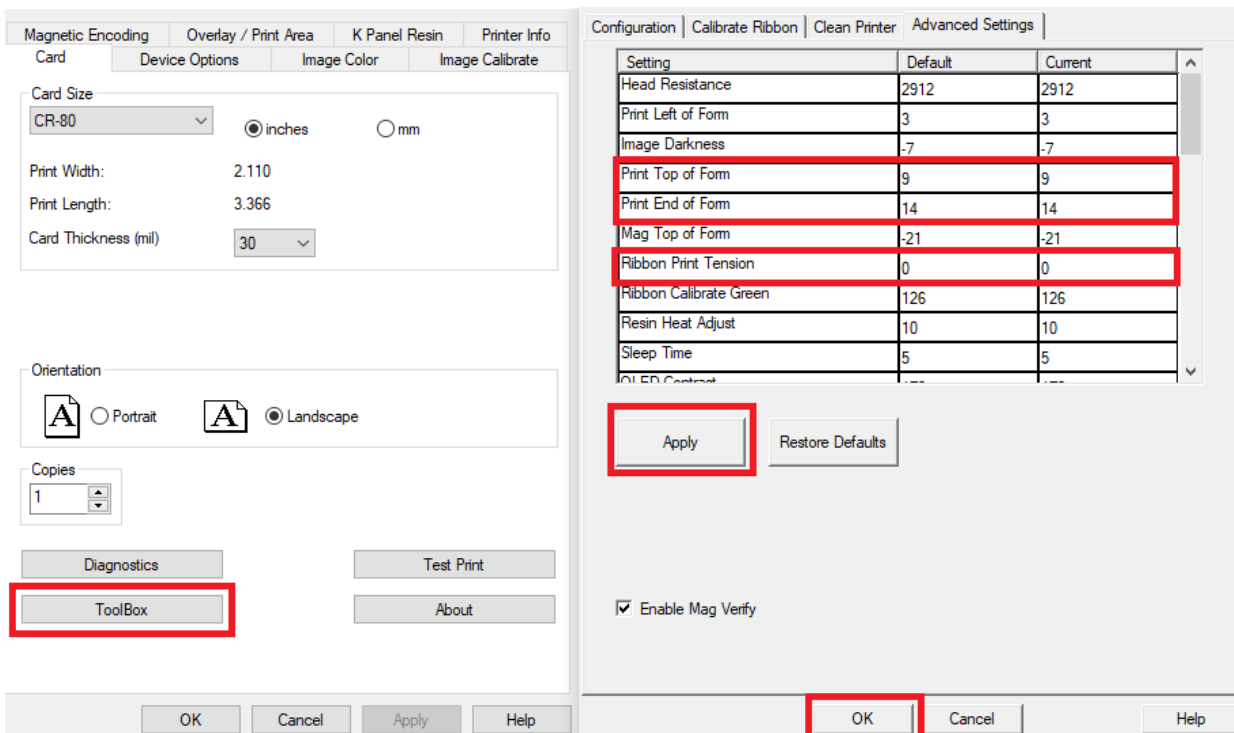 Magnetic Encoding Overlay / Print Area K Panel Resin Printer Info
Card Device Options Image Color Image Calibrate
Card Size
CR-80 inches mm
Print Width: 2.110
Print Length: 3.366
Card Thickness (mil) 30
Orientation
A Portrait A Landscape
Copies
1
Diagnostics Test Print
ToolBox About
OK Cancel Apply Help
Configuration Calibrate Ribbon Clean Printer Advanced Settings
Setting Default Current
Head Resistance 2912 2912
Print Left of Form 3 3
Image Darkness -7 -7
Print Top of Form 9 9
Print End of Form 14 14
Mag Top of Form -21 -21
Ribbon Print Tension 0 0
Ribbon Calibrate Green 126 126
Resin Heat Adjust 10 10
Sleep Time 5 5
OLED Contrast
Apply Restore Defaults
Enable Mag Verify
OK Cancel Help